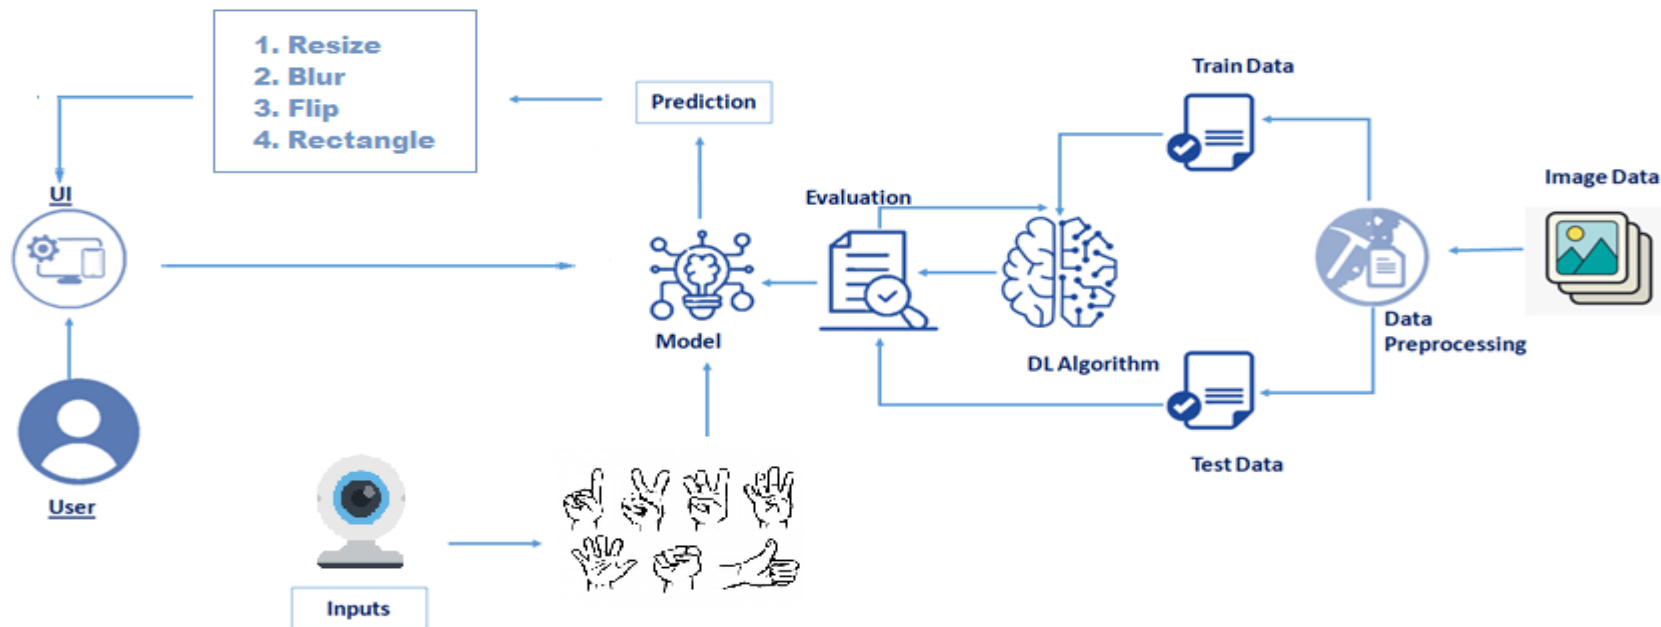 1. Resize
2. Blur
3. Flip
4. Rectangle
Prediction
Train Data
Image Data
UI
Evaluation
Model
DL Algorithm
Data
Preprocessing
Test Data
User
Inputs